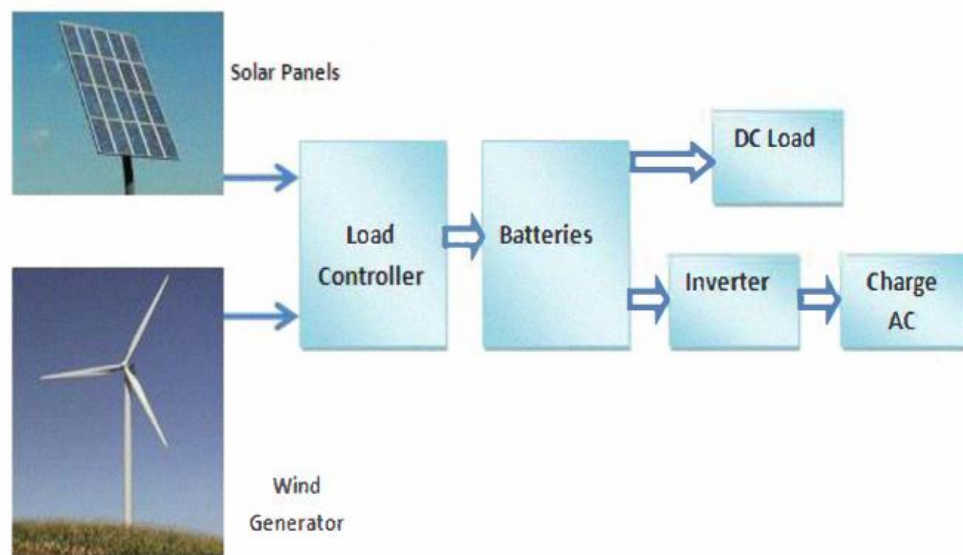 Solar Panels
DC Load
Load
Controller
Batteries
Inverter
Charge
AC
Wind
Generator